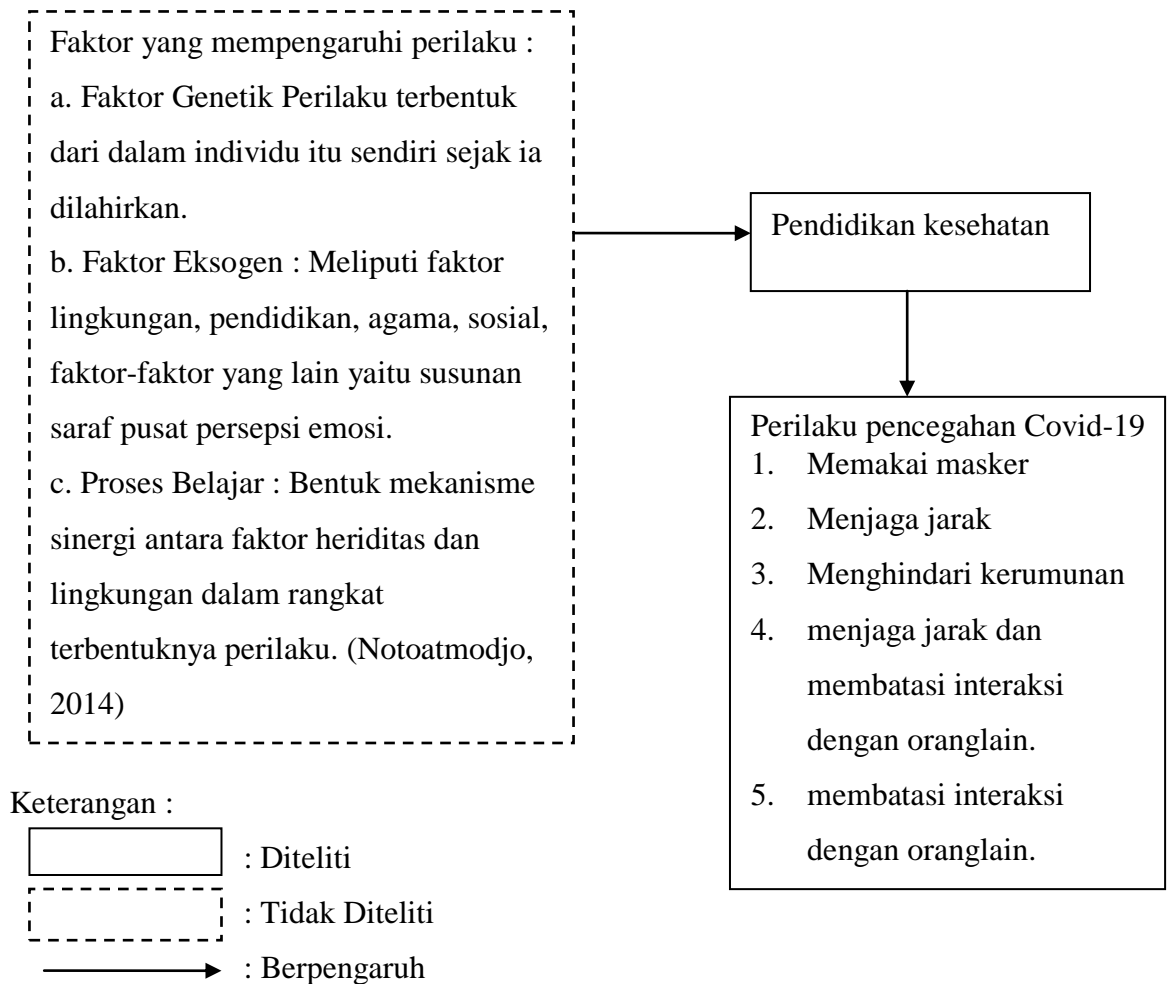 Faktor yang mempengaruhi perilaku :
a. Faktor Genetik Perilaku terbentuk
dari dalam individu itu sendiri sejak ia
dilahirkan.
b. Faktor Eksogen : Meliputi faktor
lingkungan, pendidikan, agama, sosial,
faktor-faktor yang lain yaitu susunan
saraf pusat persepsi emosi.
c. Proses Belajar : Bentuk mekanisme
sinergi antara faktor heriditas dan
lingkungan dalam rangkat
terbentuknya perilaku. (Notoatmodjo,
2014)
Pendidikan kesehatan
Perilaku pencegahan Covid-19
1. Memakai masker
2. Menjaga jarak
3. Menghindari kerumunan
4. menjaga jarak dan
membatasi interaksi
dengan oranglain.
5. membatasi interaksi
dengan oranglain.
Keterangan :
: Diteliti
: Tidak Diteliti
: Berpengaruh